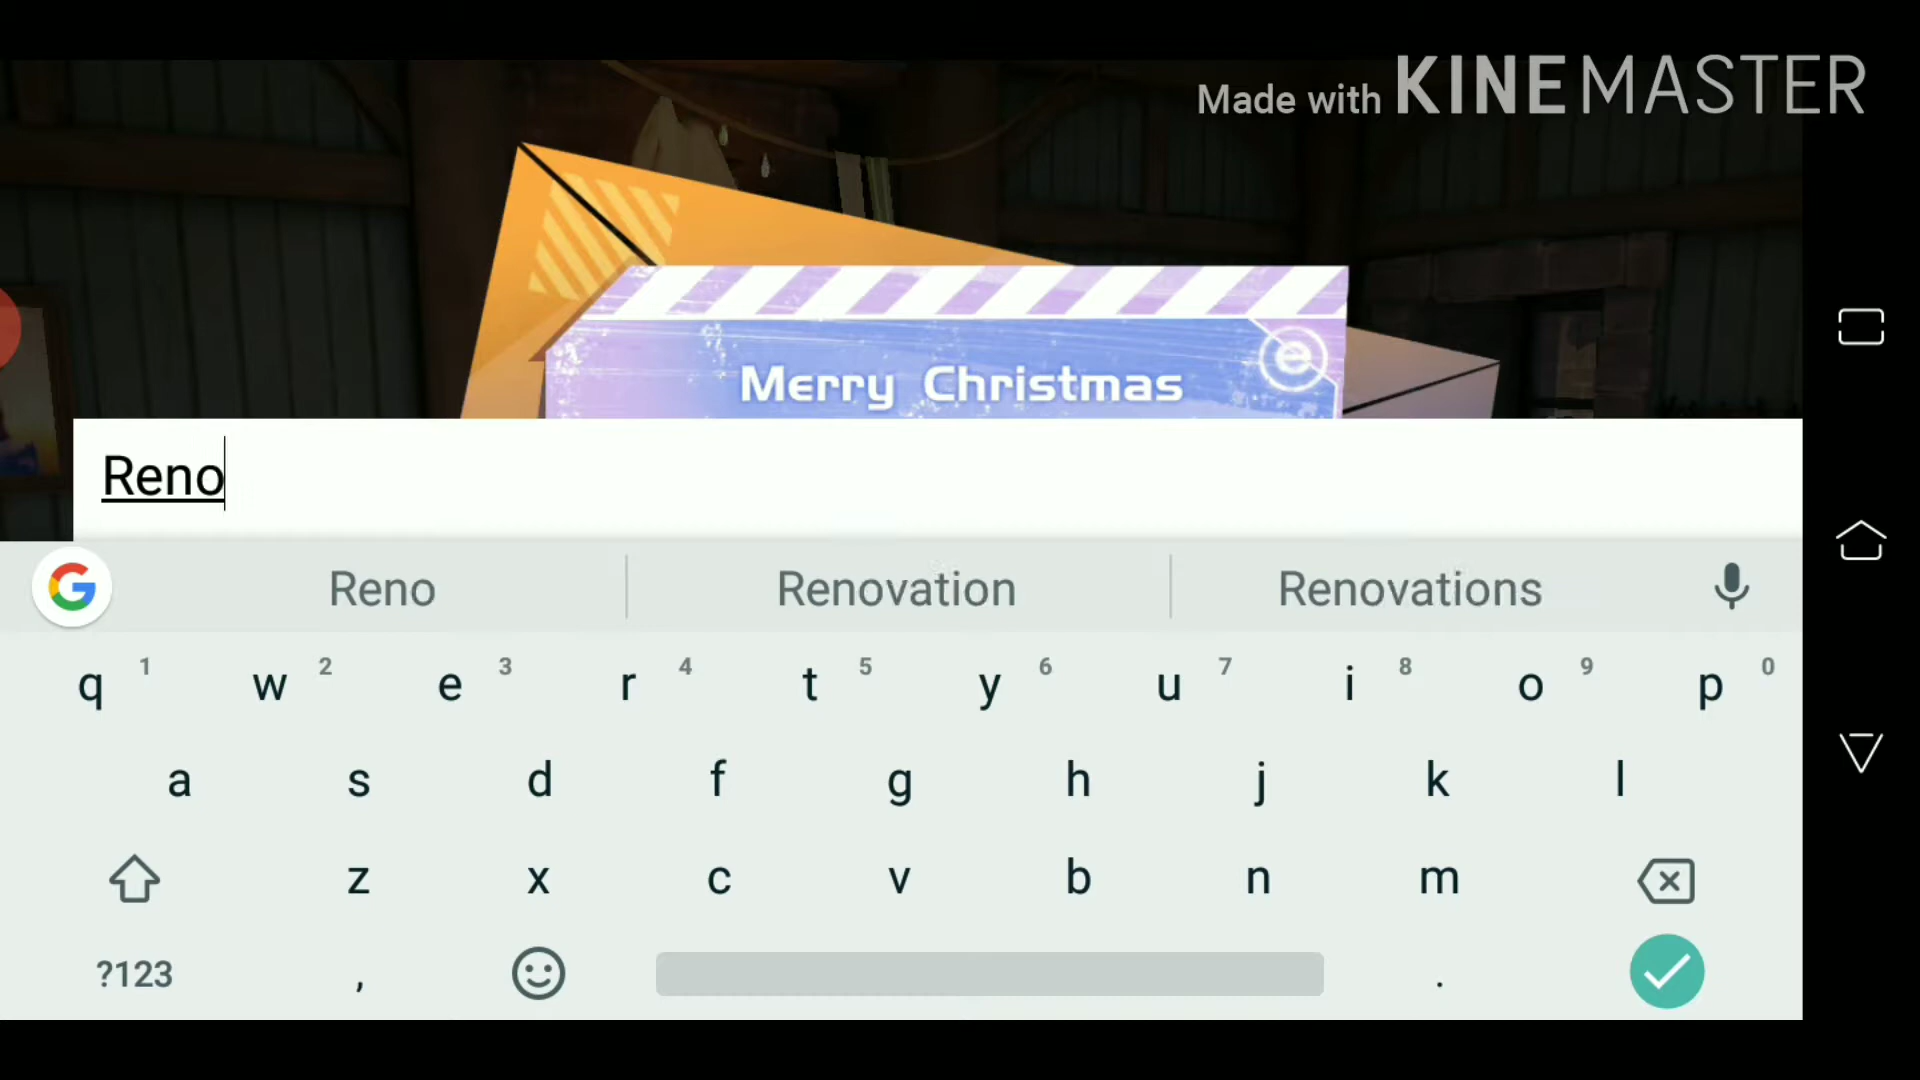 Made with KINEMASTER
e
Merry Christmas
Reno
Reno Renovation Renovations
q 1 w 2 e 3 r 4 t 5 y 6 u 7 i 8 o 9 p 0
a s d f g h j k l
z x c v b n m
?123 , .